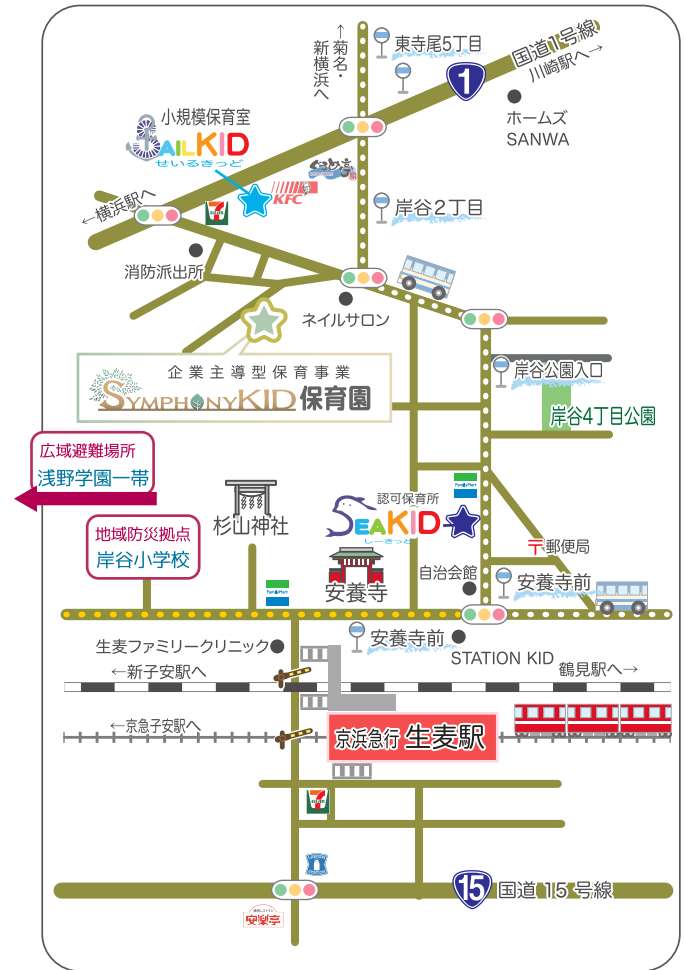 ←菊名・
新横浜へ
東寺尾5丁目
国道1号線
川崎駅へ→
1
ホームズ
SANWA
小規模保育室
SAILKID
せいるきっど
KFC
←横浜駅へ
岸谷2丁目
消防派出所
ネイルサロン
企業主導型保育事業
SYMPHONYKID 保育園
岸谷公園入口
岸谷4丁目公園
広域避難場所
浅野学園一帯
杉山神社
認可保育所
SEAKID
しーきっど
FamilyMart
地域防災拠点
岸谷小学校
郵便局
安養寺
自治会館
安養寺前
FamilyMart
生麦ファミリークリニック
安養寺前
STATION KID
←新子安駅へ
鶴見駅へ→
←京急子安駅へ
京浜急行 生麦駅
15
国道 15 号線
安楽亭